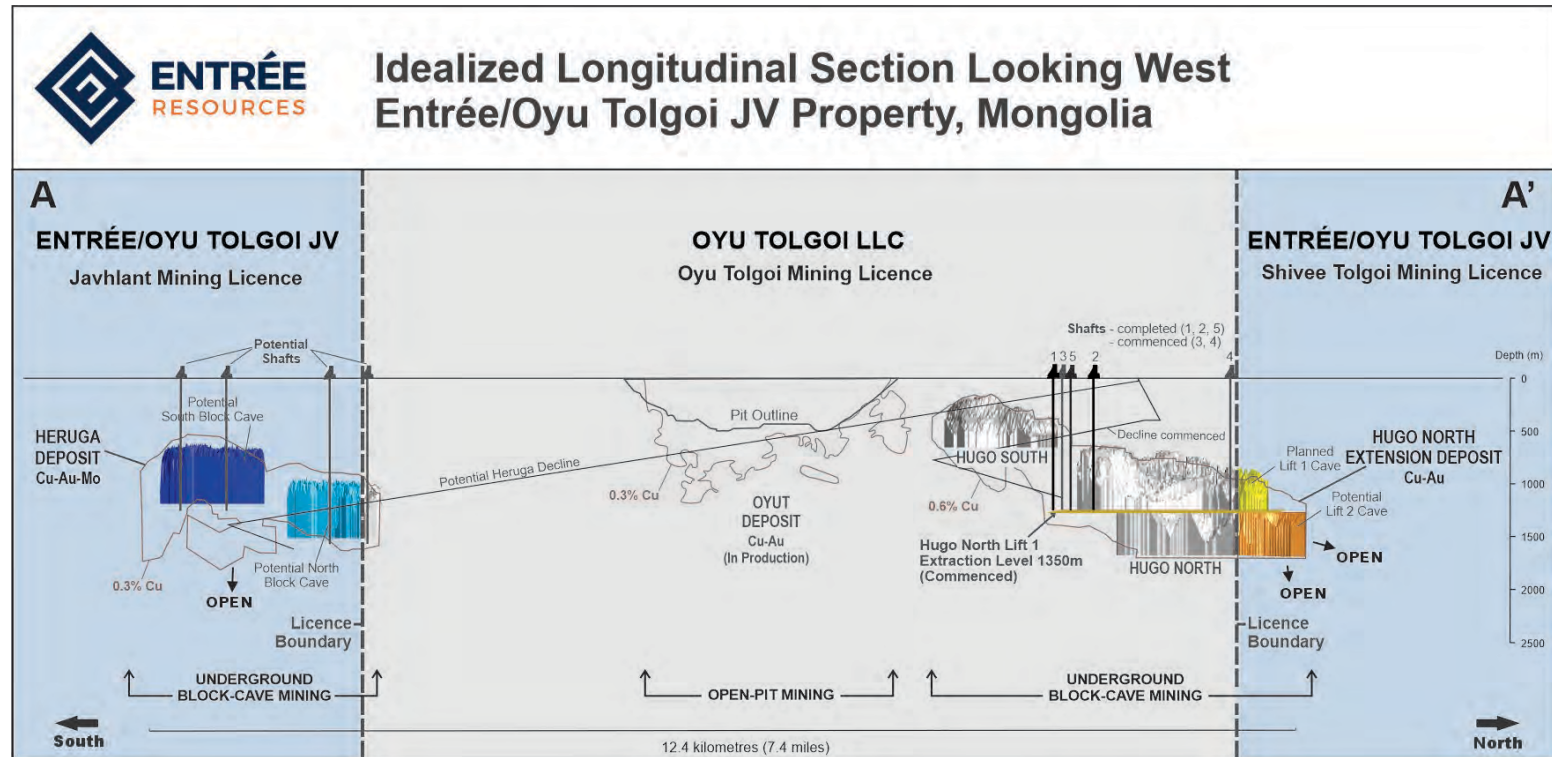 ENTRÉE
RESOURCES
Idealized Longitudinal Section Looking West
Entrée/Oyu Tolgoi JV Property, Mongolia
A
A’
ENTRÉE/OYU TOLGOI JV
Javhlant Mining Licence
OYU TOLGOI LLC
Oyu Tolgoi Mining Licence
ENTRÉE/OYU TOLGOI JV
Shivee Tolgoi Mining Licence
Potential
Shafts
Shafts - completed (1, 2, 5)
- commenced (3, 4)
1 3 5 2 4
Depth (m)
0
500
1000
1500
2000
2500
Potential
South Block Cave
HERUGA
DEPOSIT
Cu-Au-Mo
0.3% Cu
Potential North
Block Cave
OPEN
Licence
Boundary
Potential Heruga Decline
Pit Outline
0.3% Cu
OYUT
DEPOSIT
Cu-Au
(In Production)
HUGO SOUTH
Decline commenced
0.6% Cu
Hugo North Lift 1
Extraction Level 1350m
(Commenced)
HUGO NORTH
Planned
Lift 1 Cave
Potential
Lift 2 Cave
HUGO NORTH
EXTENSION DEPOSIT
Cu-Au
OPEN
OPEN
Licence
Boundary
UNDERGROUND
BLOCK-CAVE MINING
OPEN-PIT MINING
UNDERGROUND
BLOCK-CAVE MINING
South
12.4 kilometres (7.4 miles)
North